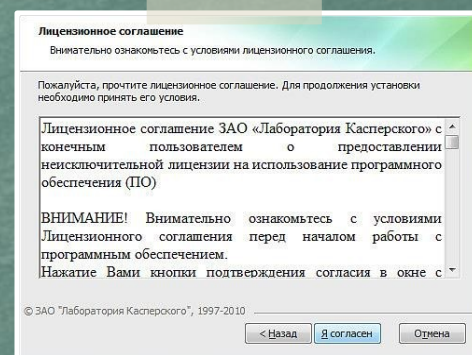 Лицензионное соглашение
Внимательно ознакомьтесь с условиями лицензионного соглашения.
Пожалуйста, прочтите лицензионное соглашение. Для продолжения установки
необходимо принять его условия.
Лицензионное соглашение ЗАО «Лаборатория Касперского» с
конечным пользователем о предоставлении
неисключительной лицензии на использование программного
обеспечения (ПО)
ВНИМАНИЕ! Внимательно ознакомьтесь с условиями
Лицензионного соглашения перед началом работы с
программным обеспечением.
Нажатие Вами кнопки подтверждения согласия в окне с
© ЗАО "Лаборатория Касперского", 1997-2010
< Назад Я согласен Отмена